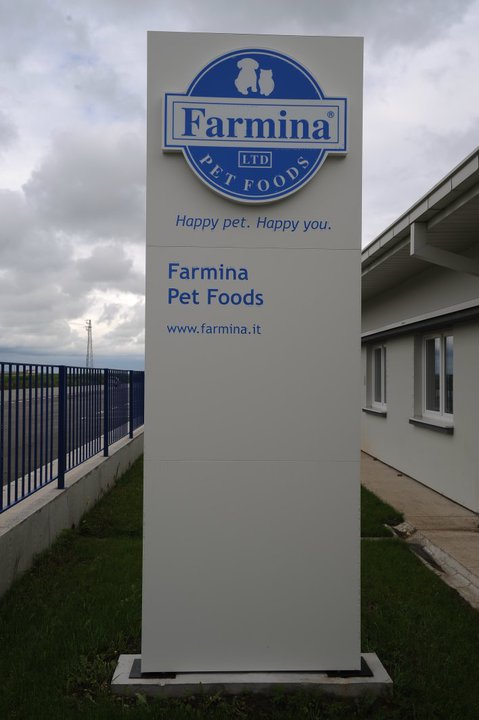 Farmina®
LTD
PET FOODS
Happy pet. Happy you.
Farmina
Pet Foods
www.farmina.it